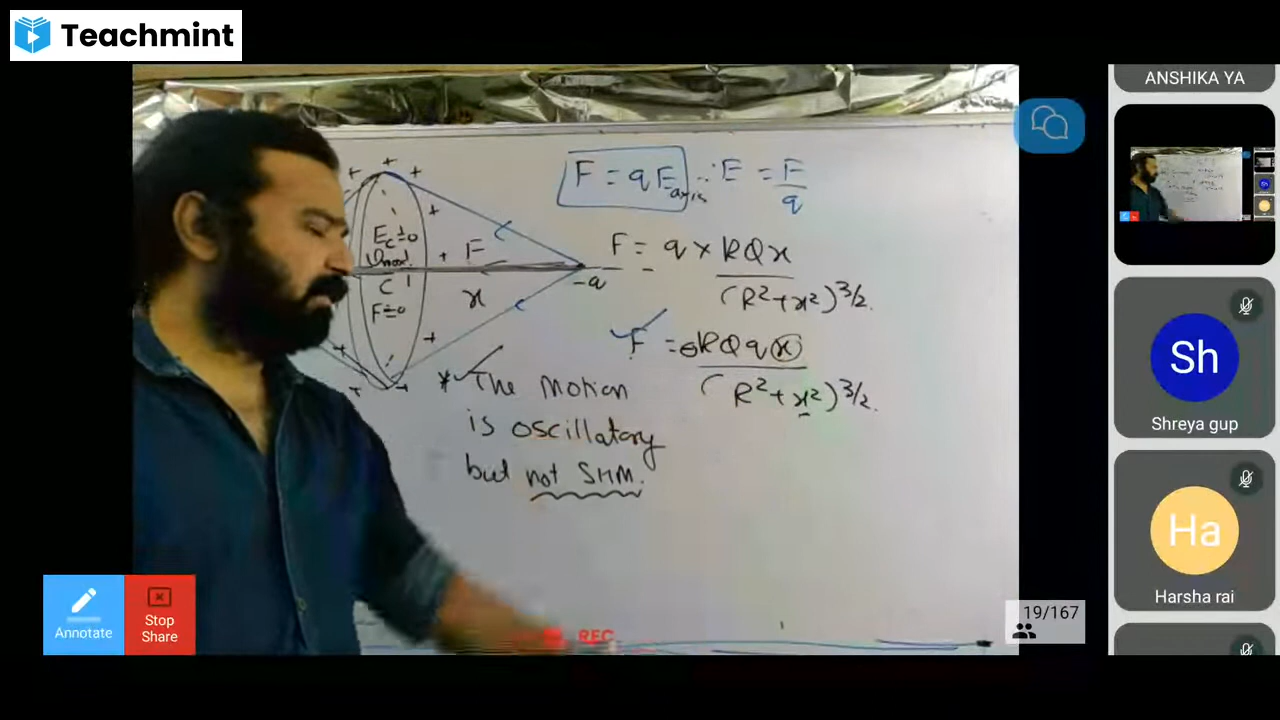 Teachmint
ANSHIKA YA
F = qE axis ∵ E = F/q
Ec=0
Vmax.
C
F=0
F
x
-q
F = q × KQx / (R²+x²)^3/2.
F = -KQqx / (R²+x²)^3/2.
* The Motion
is oscillatory
but not SHM.
Sh
Shreya gup
Ha
Harsha rai
Annotate
Stop
Share
REC
19/167